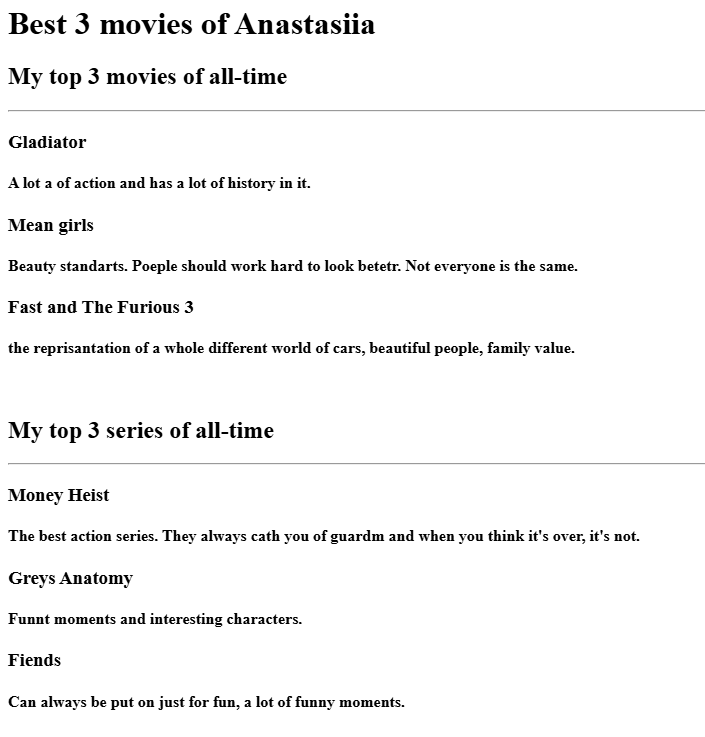 Best 3 movies of Anastasiia
My top 3 movies of all-time
Gladiator
A lot a of action and has a lot of history in it.
Mean girls
Beauty standarts. Poeple should work hard to look betetr. Not everyone is the same.
Fast and The Furious 3
the reprisantation of a whole different world of cars, beautiful people, family value.
My top 3 series of all-time
Money Heist
The best action series. They always cath you of guardm and when you think it's over, it's not.
Greys Anatomy
Funnt moments and interesting characters.
Fiends
Can always be put on just for fun, a lot of funny moments.